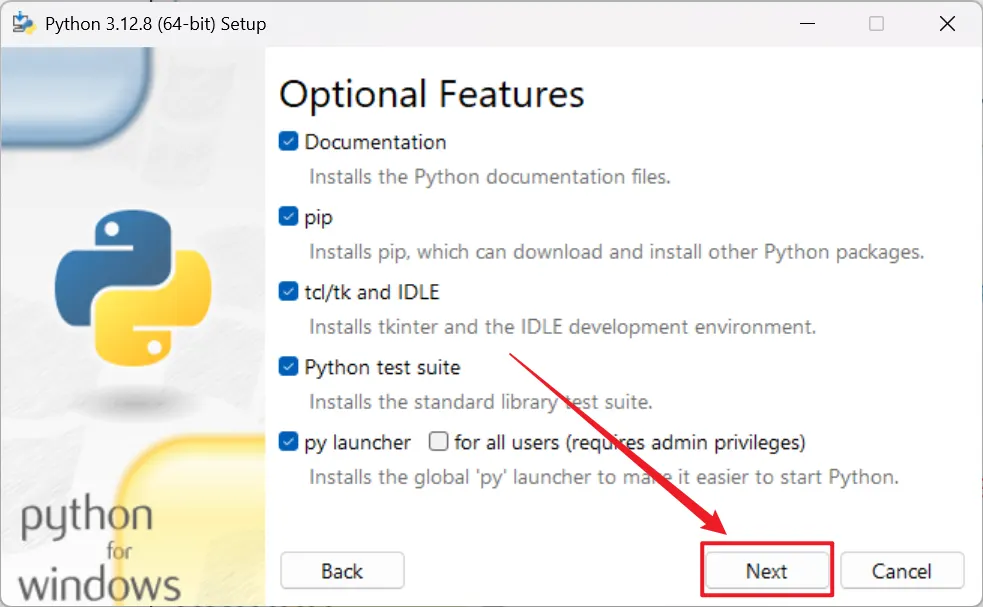 Python 3.12.8 (64-bit) Setup
Optional Features
Documentation
Installs the Python documentation files.
pip
Installs pip, which can download and install other Python packages.
tcl/tk and IDLE
Installs tkinter and the IDLE development environment.
Python test suite
Installs the standard library test suite.
py launcher for all users (requires admin privileges)
Installs the global 'py' launcher to make it easier to start Python.
python
for
windows
Back Next Cancel